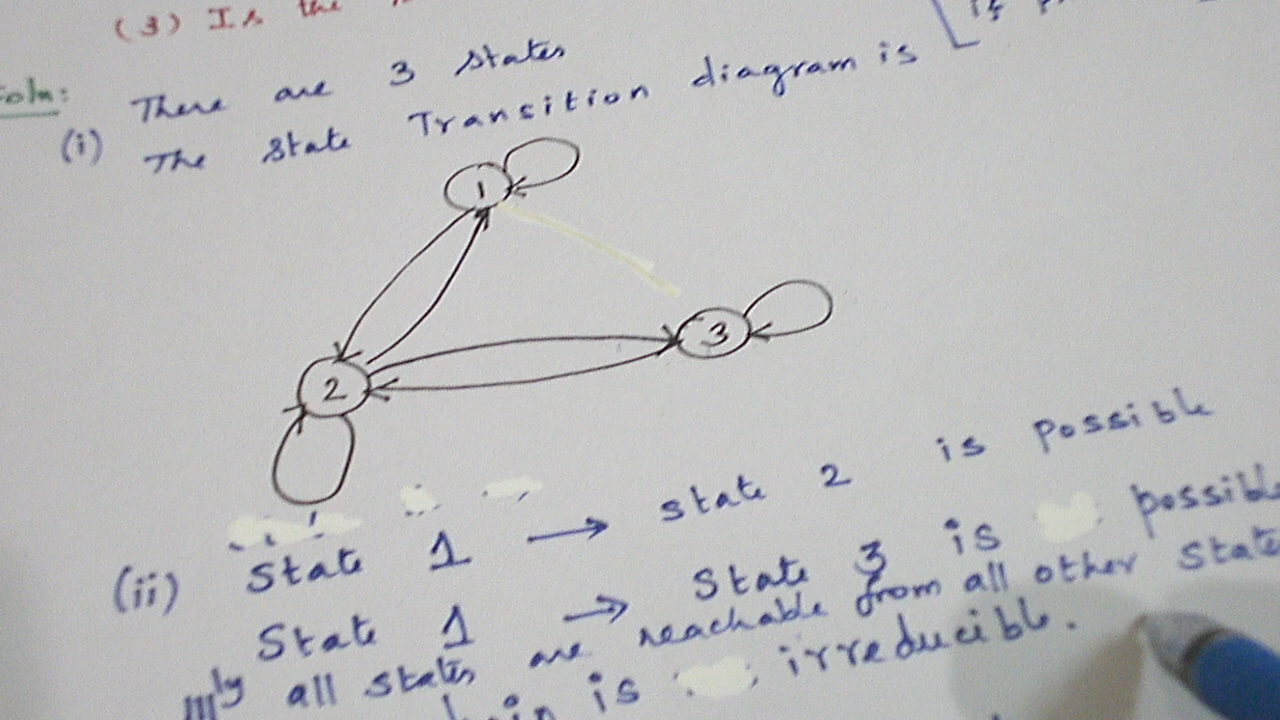 (3) Is the
if
Soln:
There are 3 states
(i) The state Transition diagram is
1
2
3
(ii) State 1 → state 2 is possible
State 1 → State 3 is possible
|||ly all states are reachable from all other State
is irreducible.